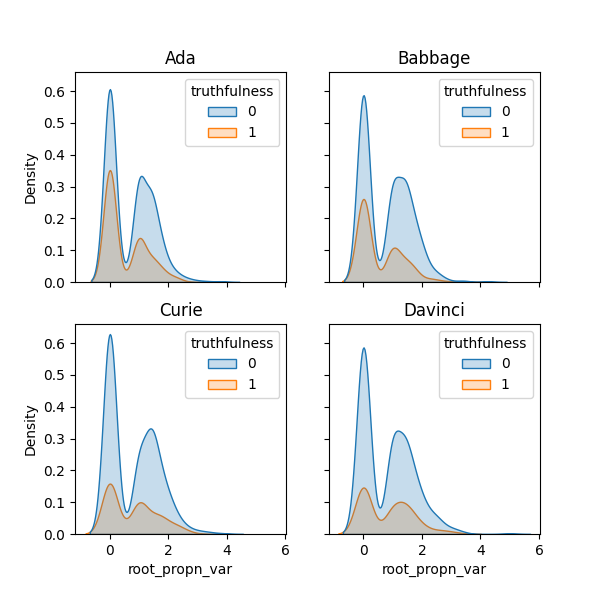 Ada
Babbage
truthfulness
0
1
truthfulness
0
1
0.6
0.5
0.4
0.3
0.2
0.1
0.0
Density
Curie
Davinci
truthfulness
0
1
truthfulness
0
1
0.6
0.5
0.4
0.3
0.2
0.1
0.0
Density
0 2 4 6
0 2 4 6
root_propn_var
root_propn_var